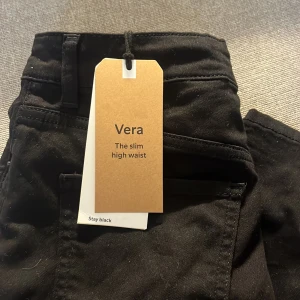 Vera
The slim
high waist
Stay black